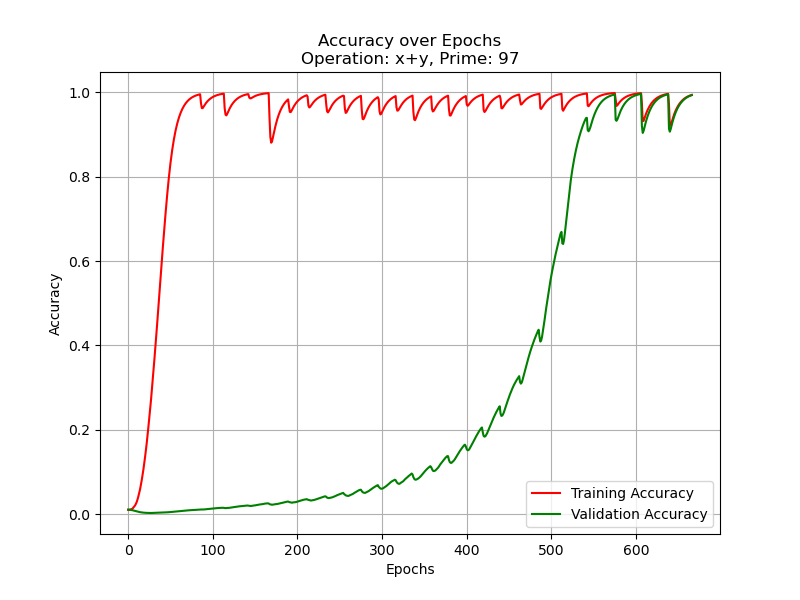 Accuracy over Epochs
Operation: x+y, Prime: 97
1.0
0.8
0.6
0.4
0.2
0.0
Accuracy
0 100 200 300 400 500 600
Epochs
Training Accuracy
Validation Accuracy